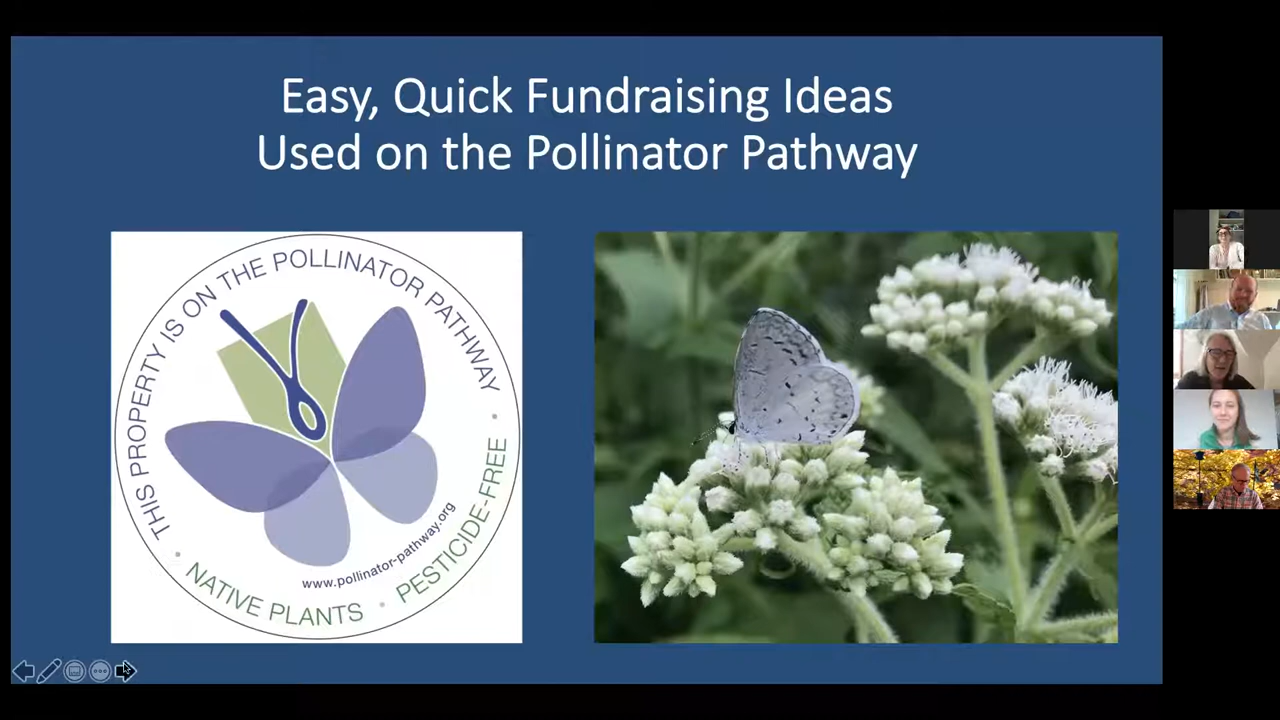 Easy, Quick Fundraising Ideas
Used on the Pollinator Pathway
THIS PROPERTY IS ON THE POLLINATOR PATHWAY
www.pollinator-pathway.org
NATIVE PLANTS • PESTICIDE-FREE